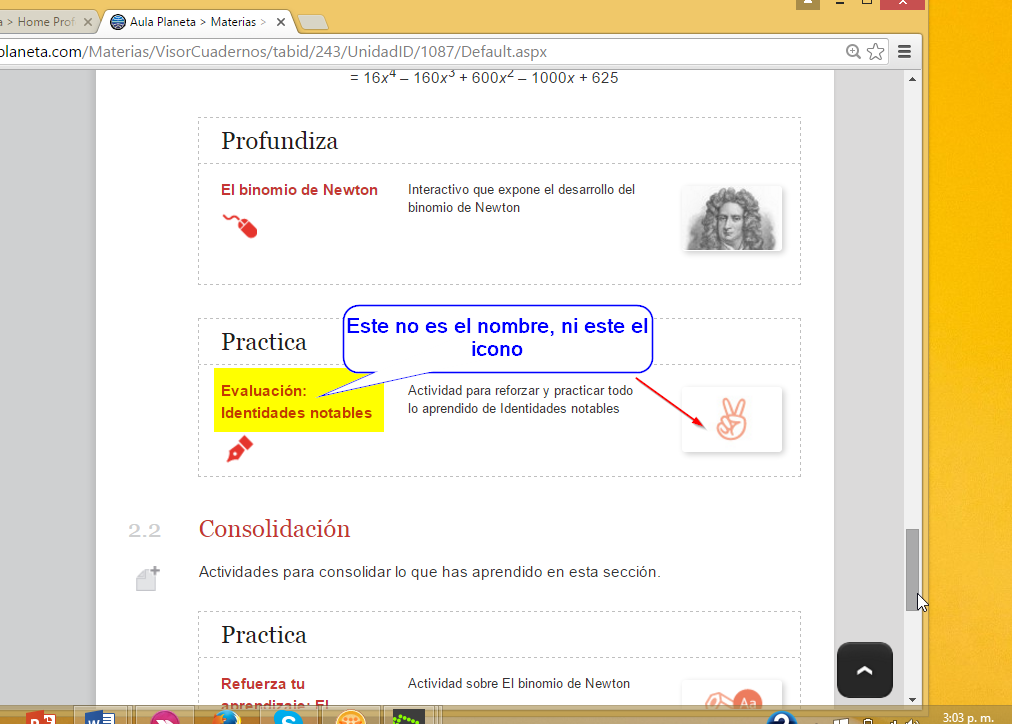 > Home Prof
Aula Planeta > Materias >
planeta.com/Materias/VisorCuadernos/tabid/243/UnidadID/1087/Default.aspx
= 16x⁴ – 160x³ + 600x² – 1000x + 625
Profundiza
El binomio de Newton
Interactivo que expone el desarrollo del
binomio de Newton
Este no es el nombre, ni este el
icono
Practica
Evaluación:
Identidades notables
Actividad para reforzar y practicar todo
lo aprendido de Identidades notables
2.2 Consolidación
Actividades para consolidar lo que has aprendido en esta sección.
Practica
Refuerza tu
aprendizaje: El
Actividad sobre El binomio de Newton
Aa
3:03 p. m.